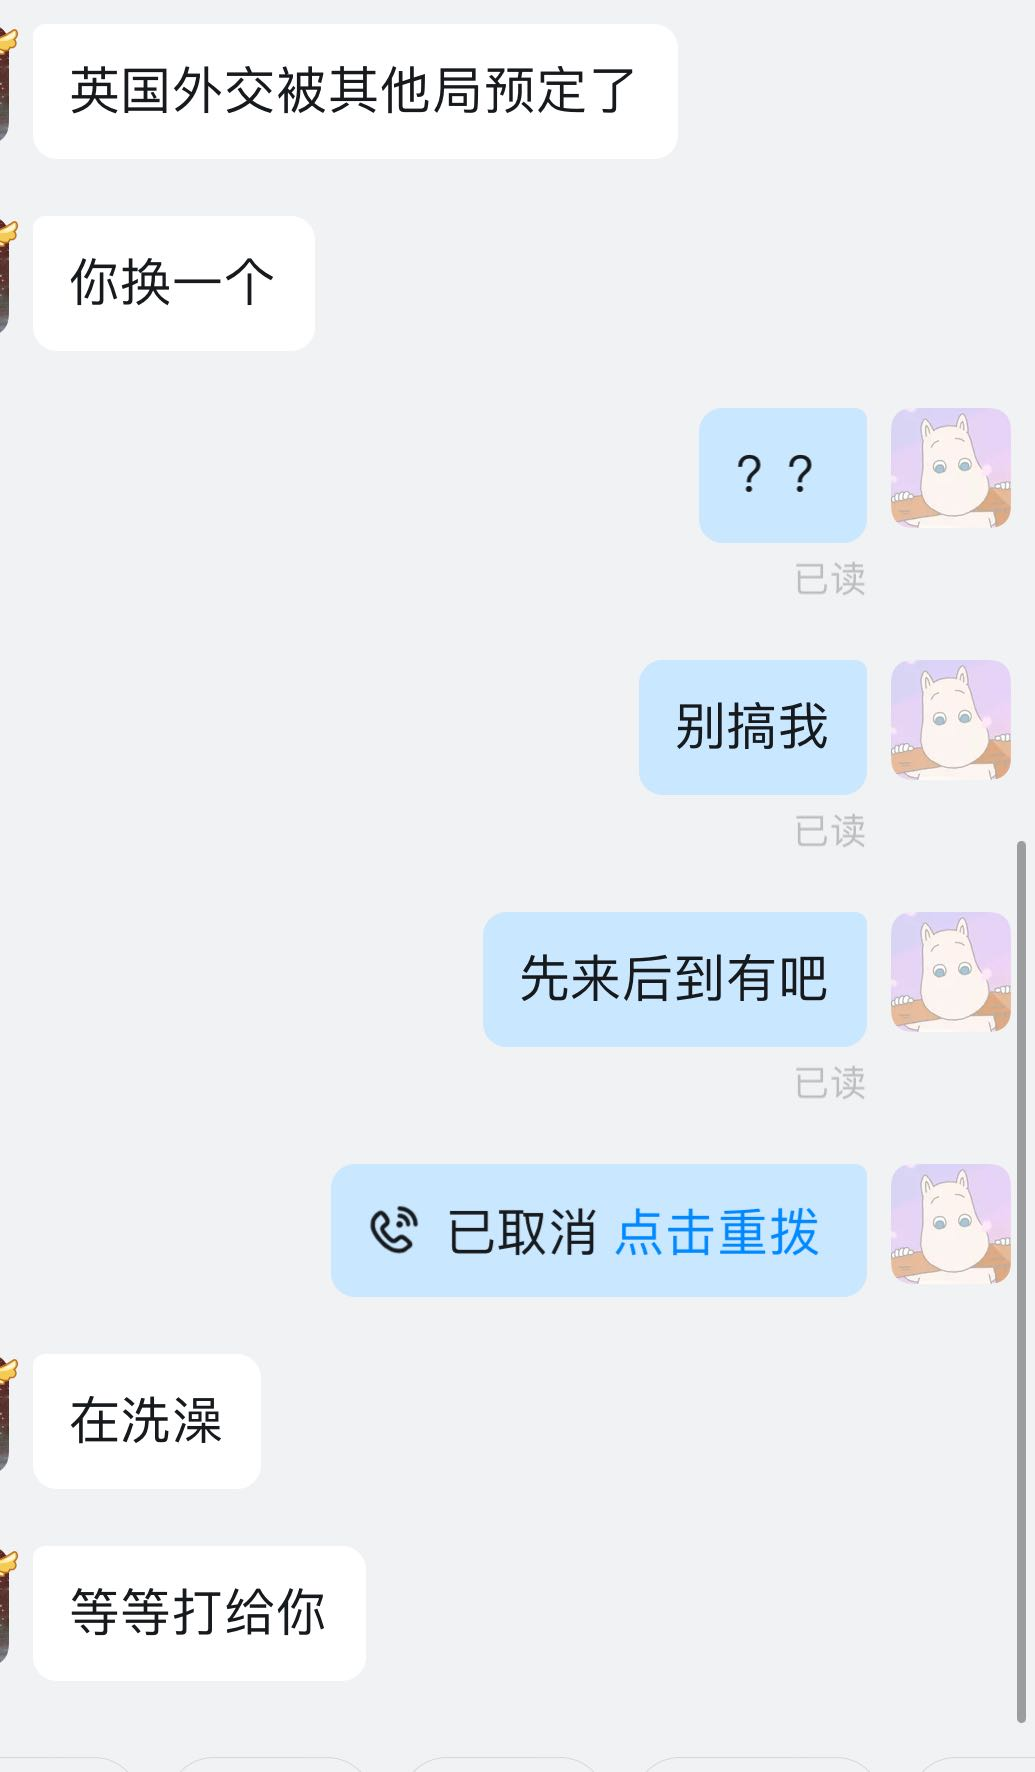 英国外交被其他局预定了
你换一个
？？
已读
别搞我
已读
先来后到有吧
已读
已取消 点击重拨
在洗澡
等等打给你